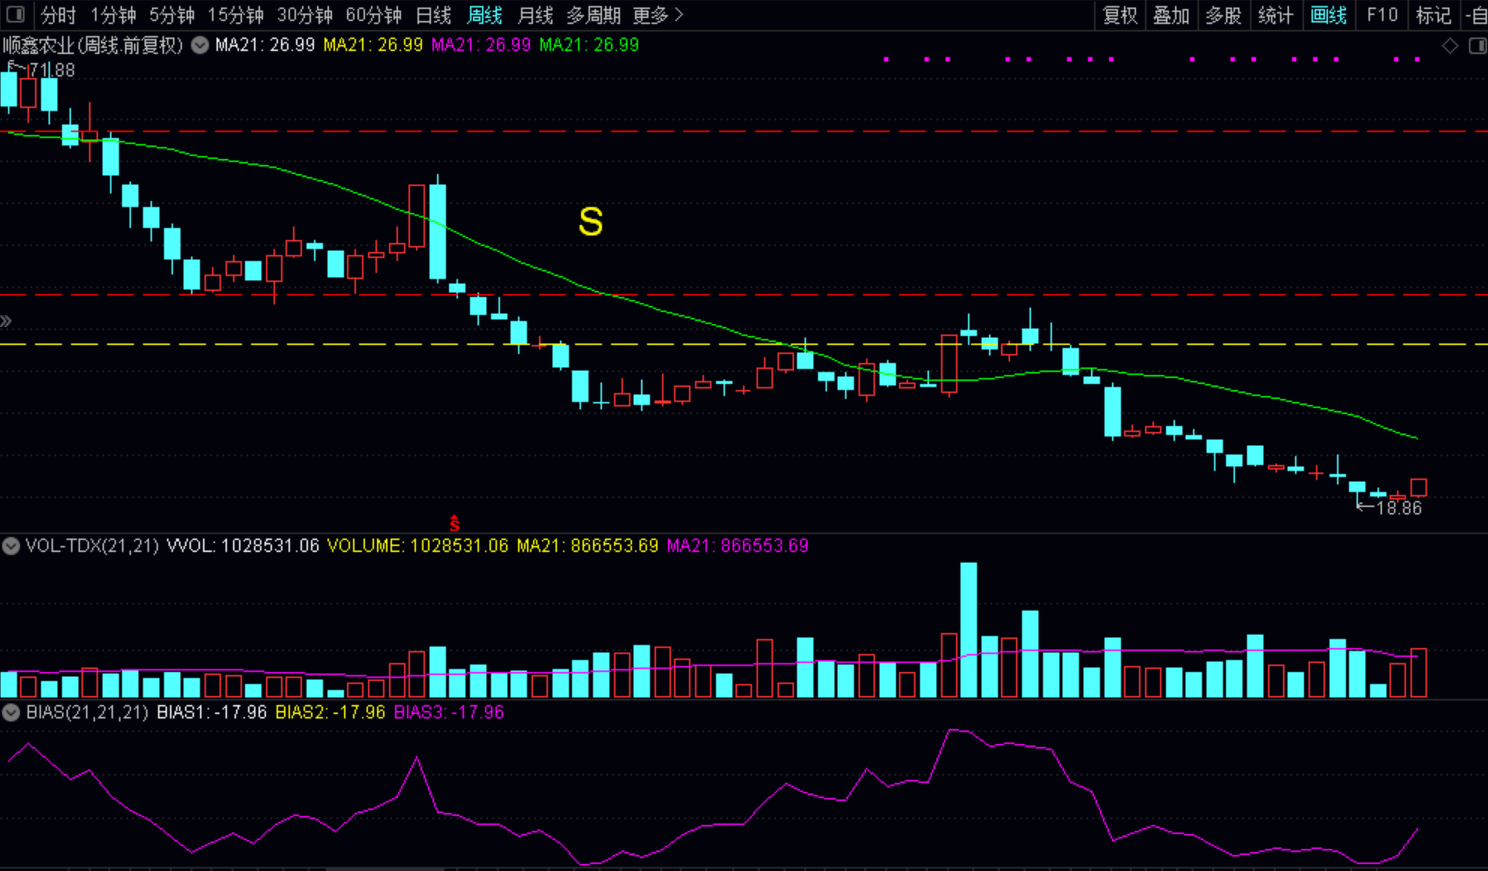 分时 1分钟 5分钟 15分钟 30分钟 60分钟 日线 周线 月线 多周期 更多 > 复权 叠加 多股 统计 画线 F10 标记 -自
顺鑫农业(周线.前复权) MA21: 26.99 MA21: 26.99 MA21: 26.99 MA21: 26.99
71.88
S
18.86
S
VOL-TDX(21,21) VVOL: 1028531.06 VOLUME: 1028531.06 MA21: 866553.69 MA21: 866553.69
BIAS(21,21,21) BIAS1: -17.96 BIAS2: -17.96 BIAS3: -17.96